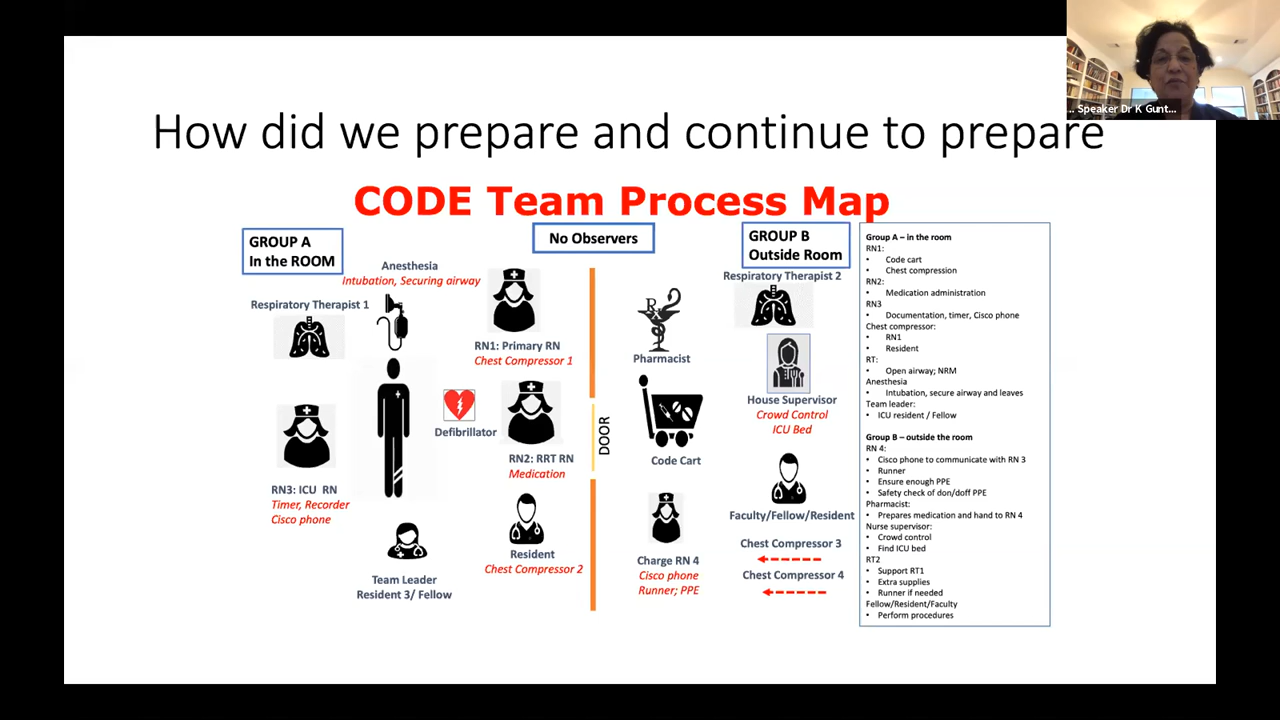 ... Speaker Dr K Gunt...
How did we prepare and continue to prepare
CODE Team Process Map
GROUP A
In the ROOM
No Observers
GROUP B
Outside Room
Anesthesia
Intubation, Securing airway
Respiratory Therapist 1
RN1: Primary RN
Chest Compressor 1
Defibrillator
RN2: RRT RN
Medication
RN3: ICU RN
Timer, Recorder
Cisco phone
Resident
Chest Compressor 2
Team Leader
Resident 3/ Fellow
DOOR
Respiratory Therapist 2
Rx
Pharmacist
House Supervisor
Crowd Control
ICU Bed
Code Cart
Faculty/Fellow/Resident
Charge RN 4
Cisco phone
Runner; PPE
Chest Compressor 3
Chest Compressor 4
Group A – in the room
RN1:
• Code cart
• Chest compression
RN2:
• Medication administration
RN3
• Documentation, timer, Cisco phone
Chest compressor:
• RN1
• Resident
RT:
• Open airway; NRM
Anesthesia
• Intubation, secure airway and leaves
Team leader:
• ICU resident / Fellow
Group B – outside the room
RN 4:
• Cisco phone to communicate with RN 3
• Runner
• Ensure enough PPE
• Safety check of don/doff PPE
Pharmacist:
• Prepares medication and hand to RN 4
Nurse supervisor:
• Crowd control
• Find ICU bed
RT2
• Support RT1
• Extra supplies
• Runner if needed
Fellow/Resident/Faculty
• Perform procedures